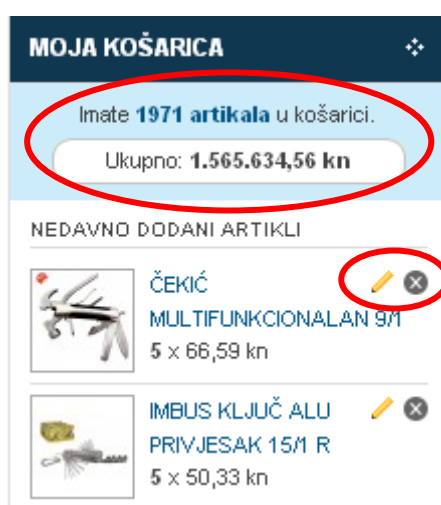 MOJA KOŠARICA
Imate 1971 artikala u košarici.
Ukupno: 1.565.634,56 kn
NEDAVNO DODANI ARTIKLI
ČEKIĆ
MULTIFUNKCIONALAN 9/1
5 x 66,59 kn
IMBUS KLJUČ ALU
PRIVJESAK 15/1 R
5 x 50,33 kn